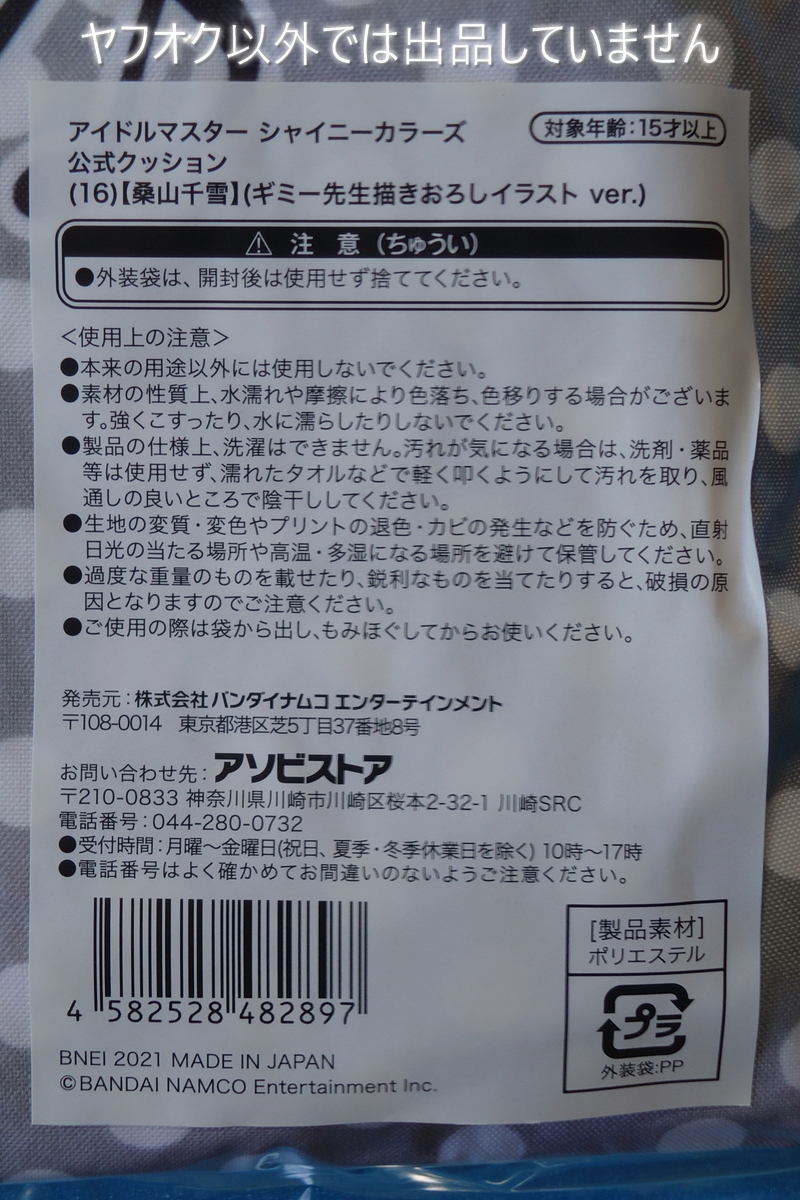 ヤフオク以外では出品していません
アイドルマスター シャイニーカラーズ
対象年齢:15才以上
公式クッション
(16)【桑山千雪】(ギミー先生描きおろしイラスト ver.)
⚠ 注 意 (ちゅうい)
●外装袋は、開封後は使用せず捨ててください。
<使用上の注意>
●本来の用途以外には使用しないでください。
●素材の性質上、水濡れや摩擦により色落ち、色移りする場合がございま
す。強くこすったり、水に濡らしたりしないでください。
●製品の仕様上、洗濯はできません。汚れが気になる場合は、洗剤・薬品
等は使用せず、濡れたタオルなどで軽く叩くようにして汚れを取り、風
通しの良いところで陰干ししてください。
●生地の変質・変色やプリントの退色・カビの発生などを防ぐため、直射
日光の当たる場所や高温・多湿になる場所を避けて保管してください。
●過度な重量のものを載せたり、鋭利なものを当てたりすると、破損の原
因となりますのでご注意ください。
●ご使用の際は袋から出し、もみほぐしてからお使いください。
発売元:株式会社バンダイナムコ エンターテインメント
〒108-0014 東京都港区芝5丁目37番地8号
お問い合わせ先:アソビストア
〒210-0833 神奈川県川崎市川崎区桜本2-32-1 川崎SRC
電話番号:044-280-0732
●受付時間:月曜~金曜日(祝日、夏季・冬季休業日を除く) 10時~17時
●電話番号はよく確かめてお間違いのないようご注意ください。
4 582528 482897
[製品素材]
ポリエステル
プラ
外装袋:PP
BNEI 2021 MADE IN JAPAN
©BANDAI NAMCO Entertainment Inc.